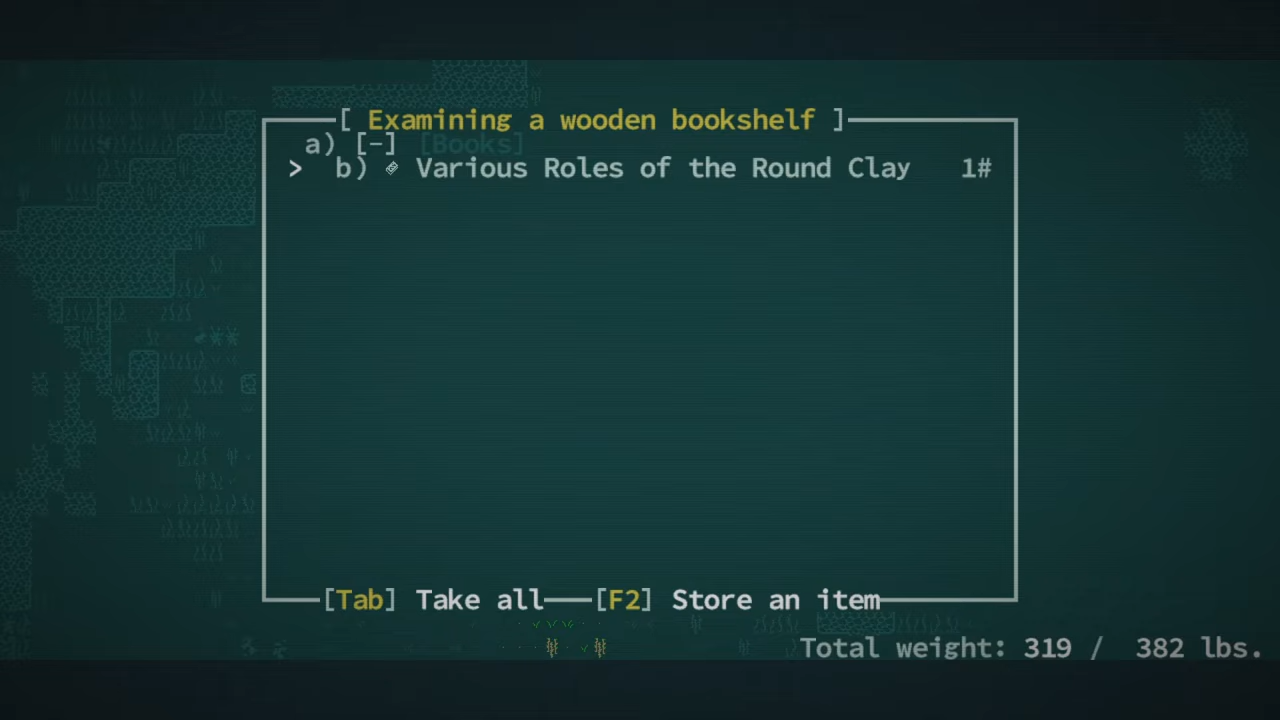 [ Examining a wooden bookshelf ]
a) [-] [Books]
> b) Various Roles of the Round Clay 1#
[Tab] Take all [F2] Store an item
Total weight: 319 / 382 lbs.